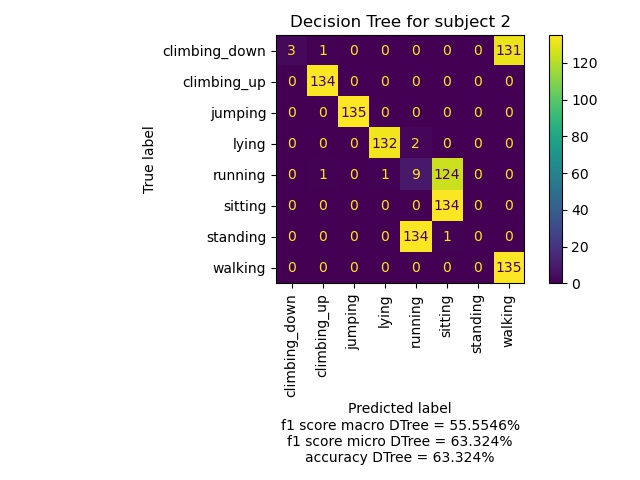 Decision Tree for subject 2
climbing_down 3 1 0 0 0 0 0 131
climbing_up 0 134 0 0 0 0 0 0
jumping 0 0 135 0 0 0 0 0
lying 0 0 0 132 2 0 0 0
running 0 1 0 1 9 124 0 0
sitting 0 0 0 0 0 134 0 0
standing 0 0 0 0 134 1 0 0
walking 0 0 0 0 0 0 0 135
True label
climbing_down
climbing_up
jumping
lying
running
sitting
standing
walking
120
100
80
60
40
20
0
Predicted label
f1 score macro DTree = 55.5546%
f1 score micro DTree = 63.324%
accuracy DTree = 63.324%